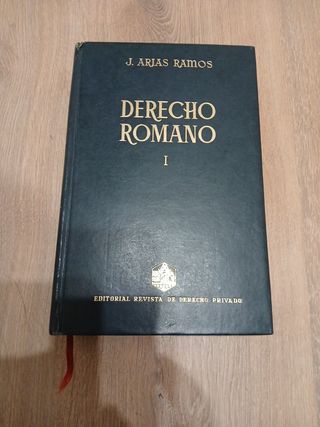 J. ARIAS RAMOS
DERECHO
ROMANO
I
EDITORIAL REVISTA DE DERECHO PRIVADO